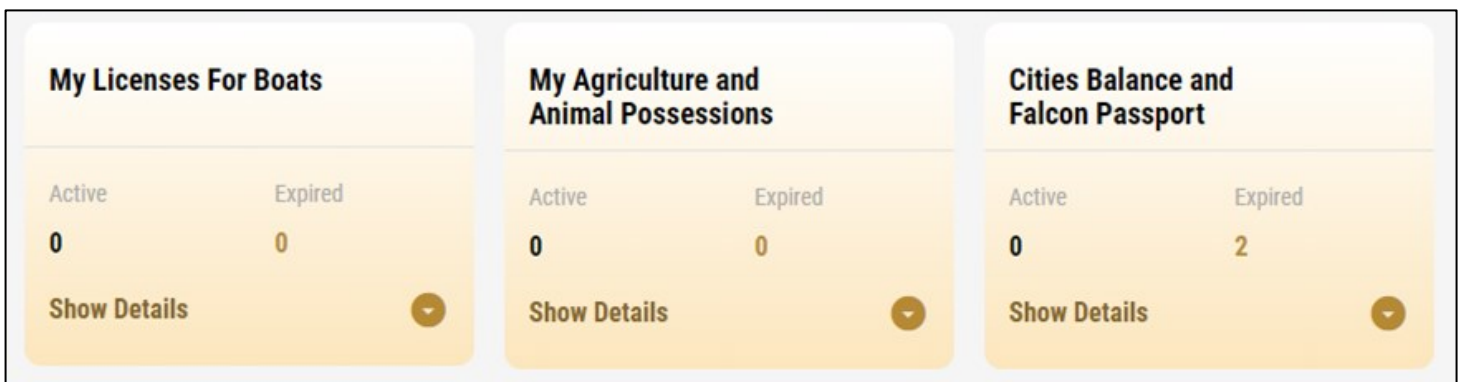 My Licenses For Boats
Active Expired
0 0
Show Details
My Agriculture and
Animal Possessions
Active Expired
0 0
Show Details
Cities Balance and
Falcon Passport
Active Expired
0 2
Show Details